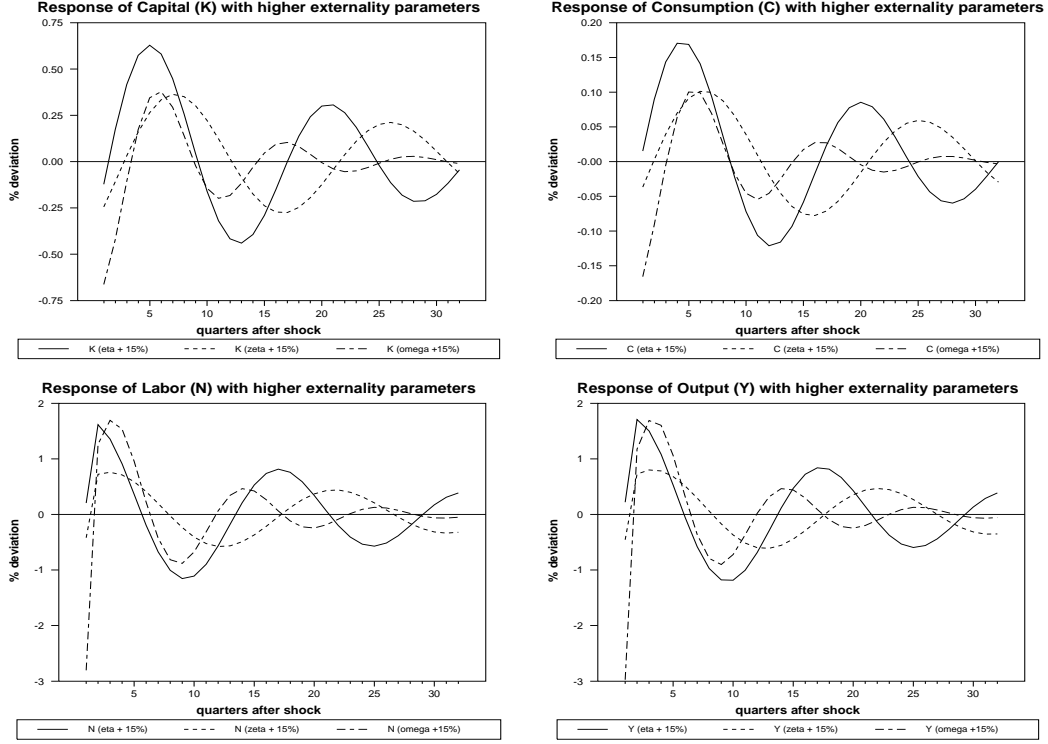 Response of Capital (K) with higher externality parameters
0.75
0.50
0.25
0.00
-0.25
-0.50
-0.75
% deviation
5 10 15 20 25 30
quarters after shock
K (eta + 15%) K (zeta + 15%) K (omega +15%)
Response of Consumption (C) with higher externality parameters
0.20
0.15
0.10
0.05
-0.00
-0.05
-0.10
-0.15
-0.20
% deviation
5 10 15 20 25 30
quarters after shock
C (eta + 15%) C (zeta + 15%) C (omega +15%)
Response of Labor (N) with higher externality parameters
2
1
0
-1
-2
-3
% deviation
5 10 15 20 25 30
quarters after shock
N (eta + 15%) N (zeta + 15%) N (omega +15%)
Response of Output (Y) with higher externality parameters
2
1
0
-1
-2
-3
% deviation
5 10 15 20 25 30
quarters after shock
Y (eta + 15%) Y (zeta + 15%) Y (omega +15%)